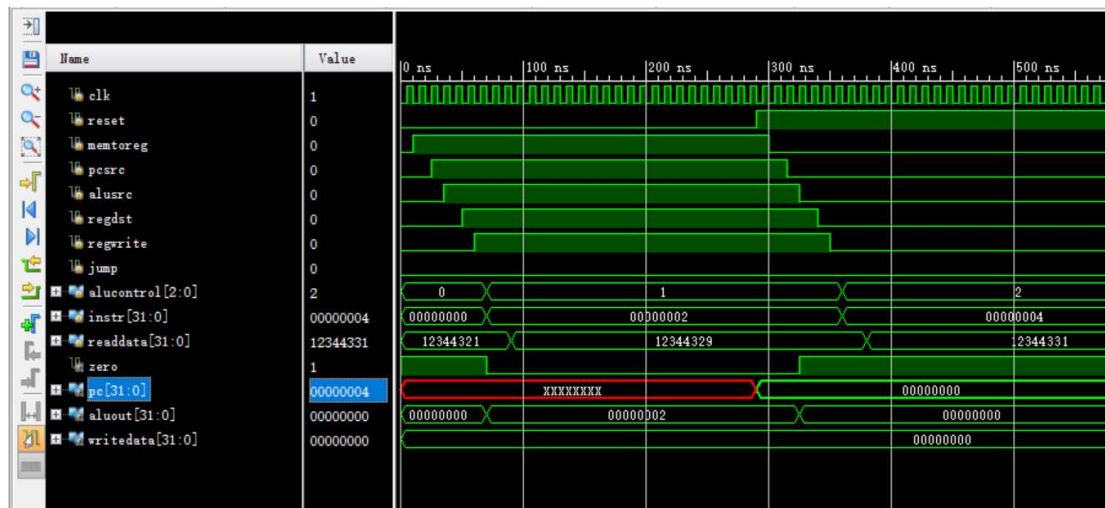 Name Value 0 ns 100 ns 200 ns 300 ns 400 ns 500 ns
clk 1
reset 0
memtoreg 0
pcsrc 0
alusrc 0
regdst 0
regwrite 0
jump 0
alucontrol[2:0] 2 0 1 2
instr[31:0] 00000004 00000000 00000002 00000004
readdata[31:0] 12344331 12344321 12344329 12344331
zero 1
pc[31:0] 00000004 XXXXXXXX 00000000
aluout[31:0] 00000000 00000000 00000002 00000000
writedata[31:0] 00000000 00000000